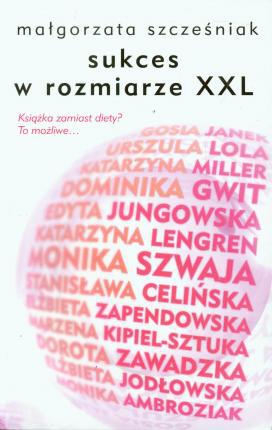 małgorzata szcześniak
sukces
w rozmiarze XXL
Książka zamiast diety?
To możliwe...
GOSIA JANEK
URSZULA LOLA
KATARZYNA MILLER
DOMINIKA GWIT
EDYTA JUNGOWSKA
KATARZYNA LENGREN
MONIKA SZWAJA
STANISŁAWA CELIŃSKA
ELŻBIETA ZAPENDOWSKA
MARZENA KIPIEL-SZTUKA
DOROTA ZAWADZKA
ELŻBIETA JODŁOWSKA
MONIKA AMBROZIAK